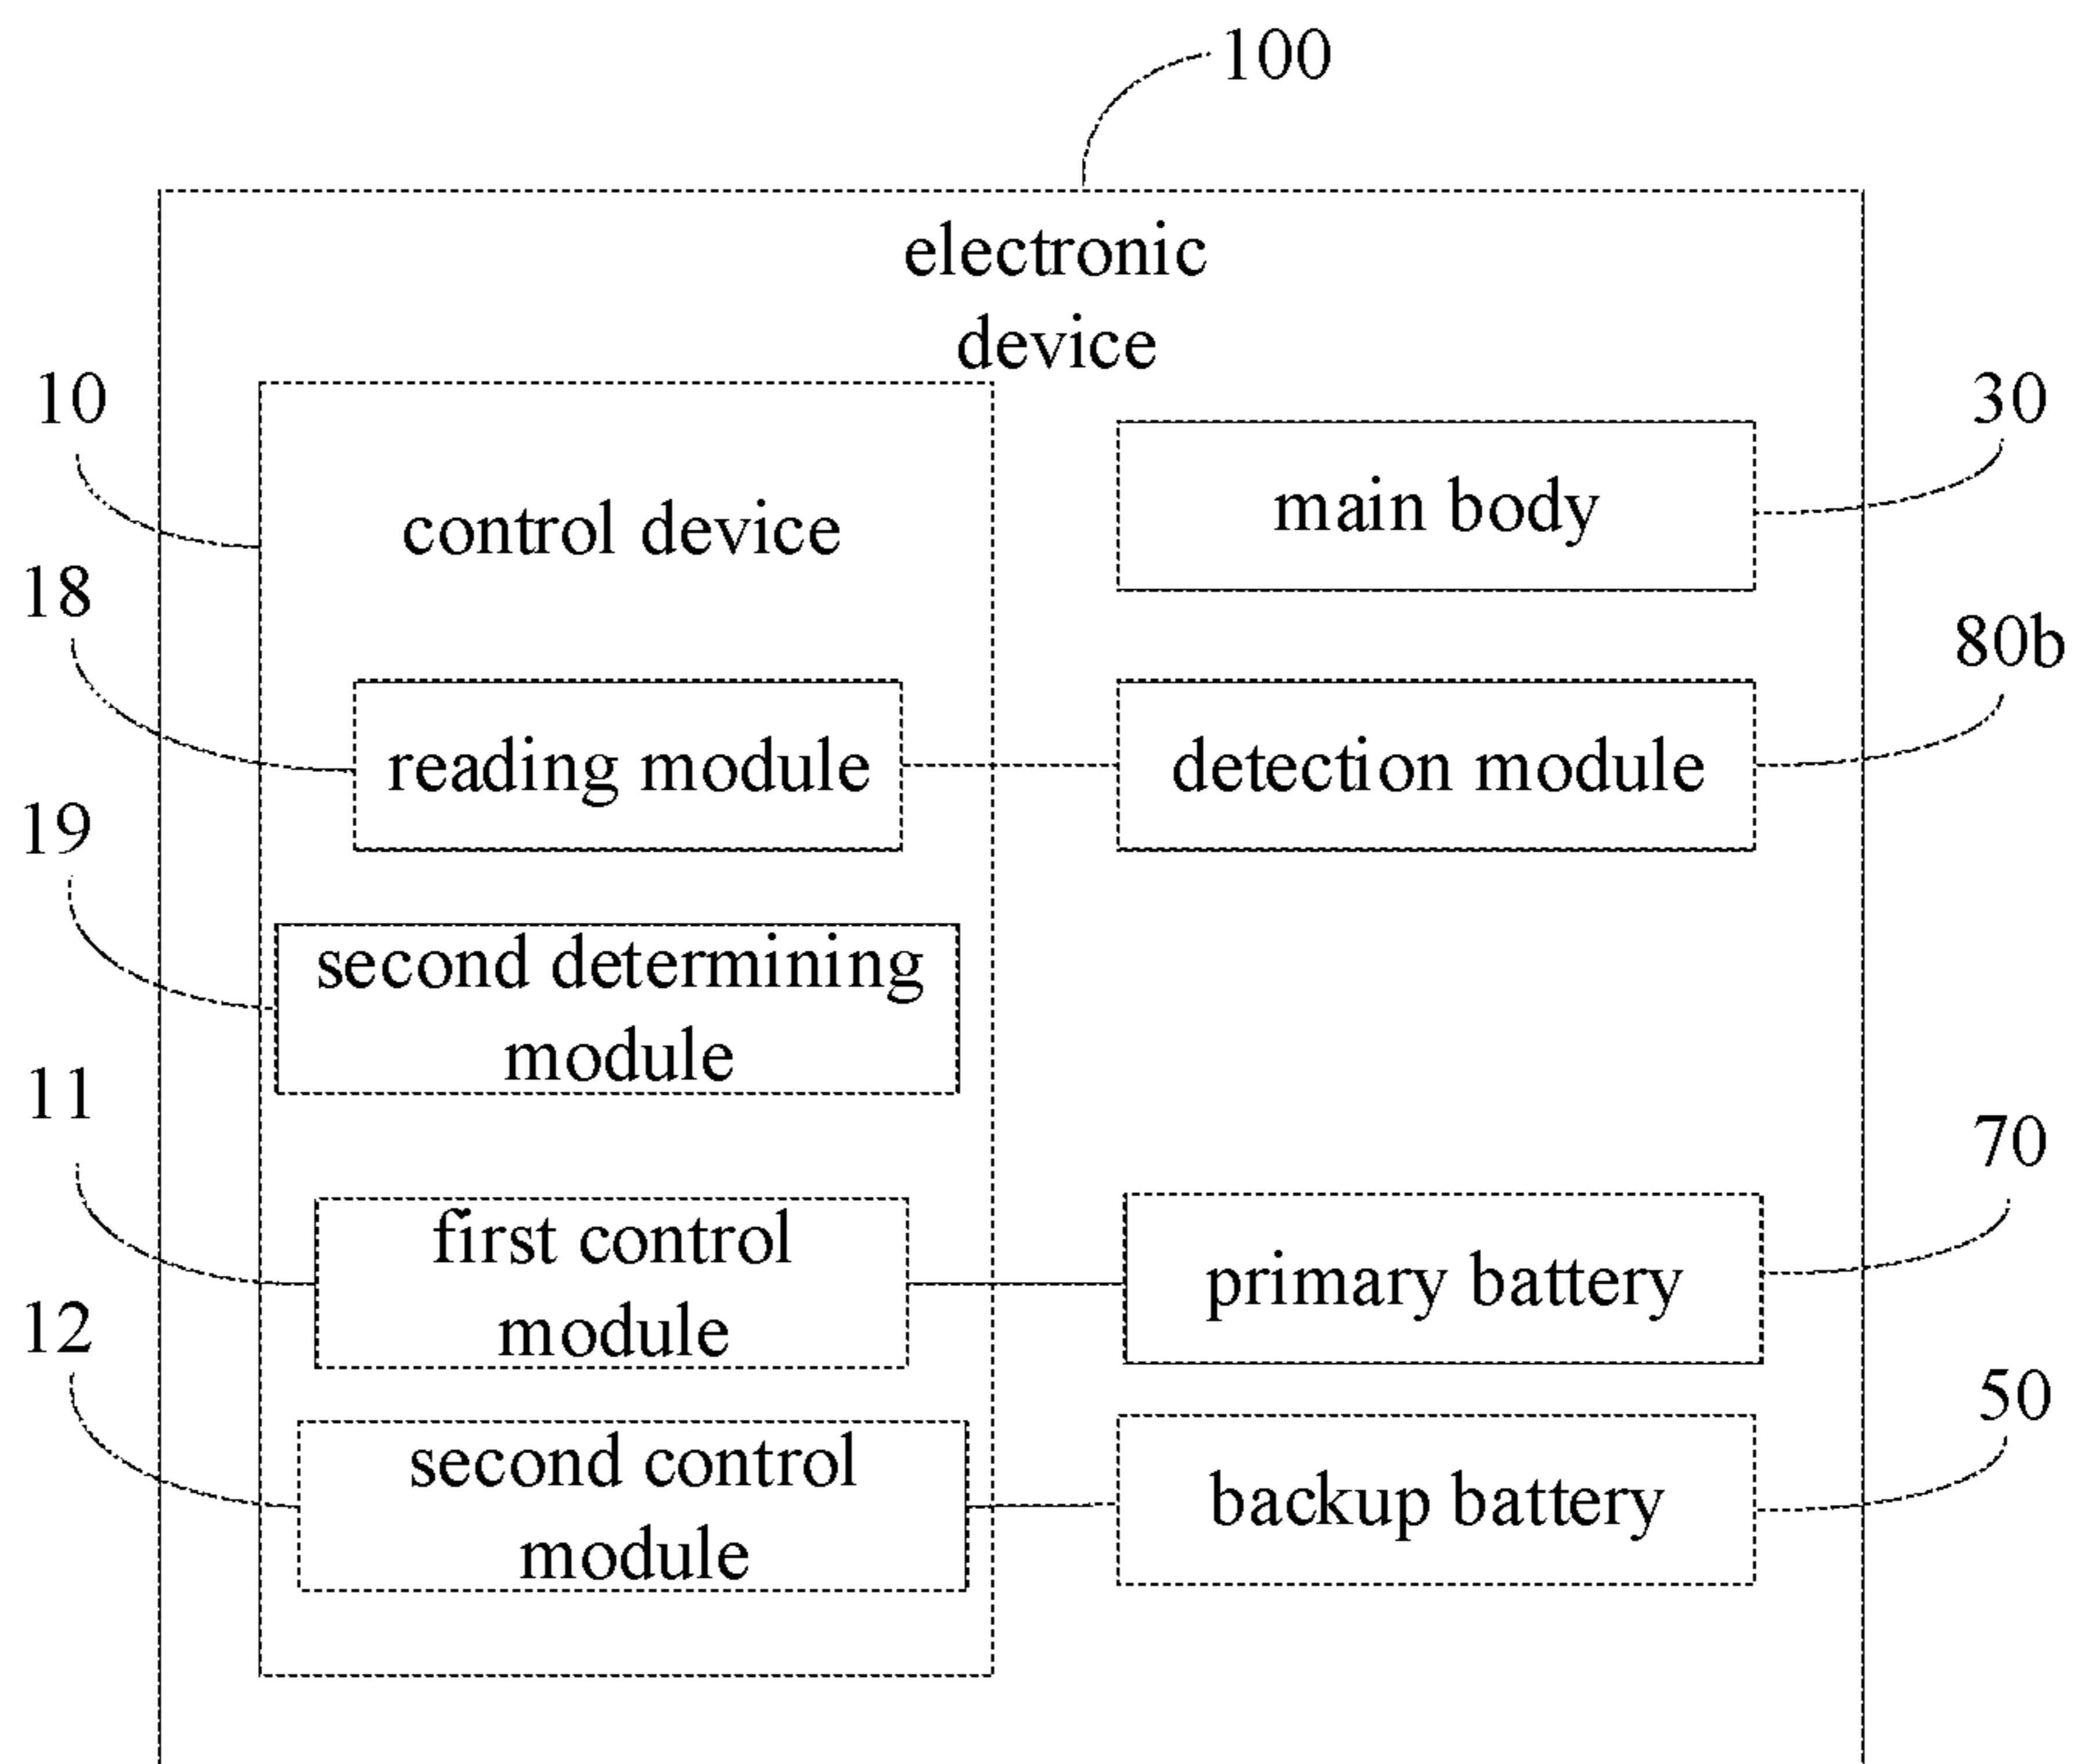 100
electronic
device
10
control device
30
main body
18
reading module
80b
detection module
19
second determining
module
11
first control
module
70
primary battery
12
second control
module
50
backup battery